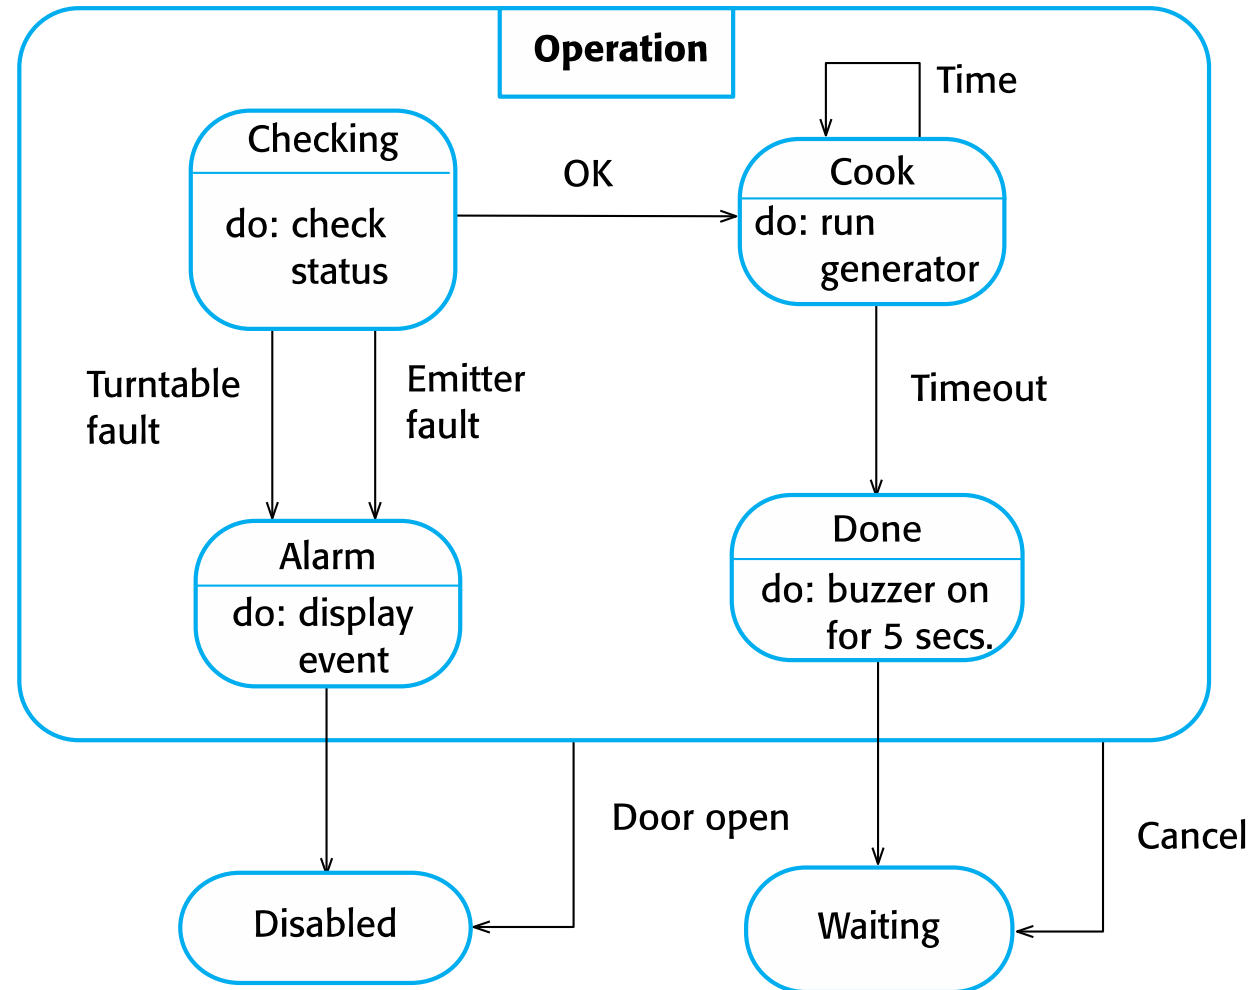 Operation
Time
Checking
OK
Cook
do: check
status
do: run
generator
Turntable
fault
Emitter
fault
Timeout
Alarm
do: display
event
Done
do: buzzer on
for 5 secs.
Door open
Cancel
Disabled
Waiting